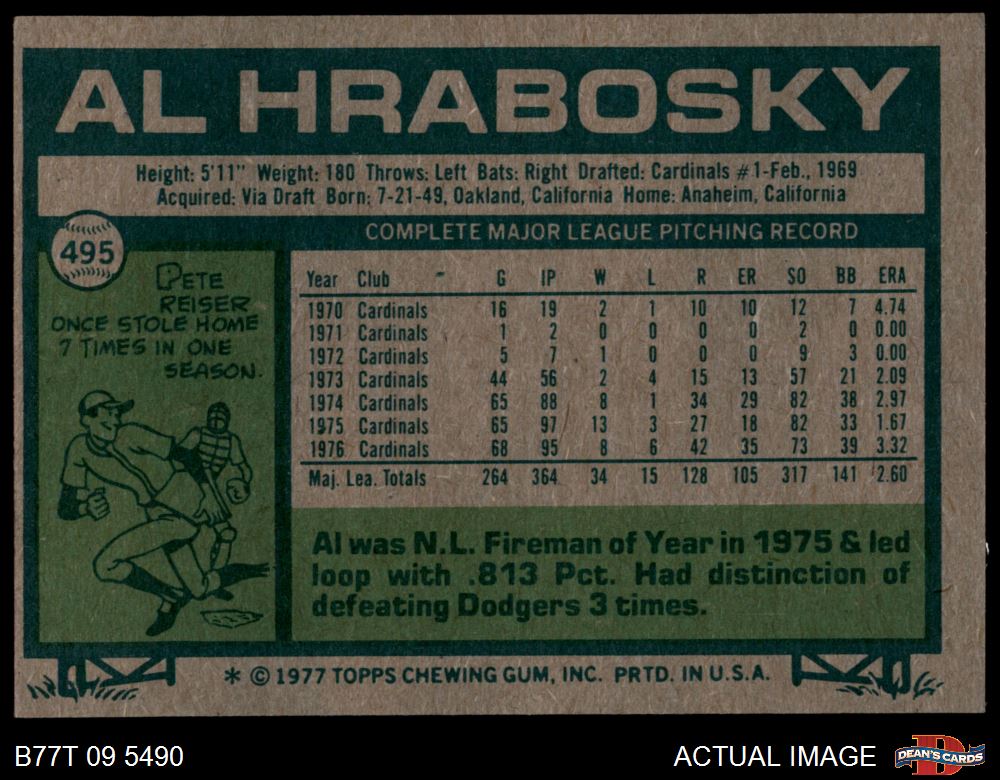 AL HRABOSKY
Height: 5'11" Weight: 180 Throws: Left Bats: Right Drafted: Cardinals #1-Feb., 1969
Acquired: Via Draft Born: 7-21-49, Oakland, California Home: Anaheim, California
495
PETE
REISER
ONCE STOLE HOME
7 TIMES IN ONE
SEASON.
COMPLETE MAJOR LEAGUE PITCHING RECORD
Year Club G IP W L R ER SO BB ERA
1970 Cardinals 16 19 2 1 10 10 12 7 4.74
1971 Cardinals 1 2 0 0 0 0 2 0 0.00
1972 Cardinals 5 7 1 0 0 0 9 3 0.00
1973 Cardinals 44 56 2 4 15 13 57 21 2.09
1974 Cardinals 65 88 8 1 34 29 82 38 2.97
1975 Cardinals 65 97 13 3 27 18 82 33 1.67
1976 Cardinals 68 95 8 6 42 35 73 39 3.32
Maj. Lea. Totals 264 364 34 15 128 105 317 141 2.60
Al was N.L. Fireman of Year in 1975 & led
loop with .813 Pct. Had distinction of
defeating Dodgers 3 times.
* © 1977 TOPPS CHEWING GUM, INC. PRTD. IN U.S.A.
B77T 09 5490
ACTUAL IMAGE
D
DEAN'S CARDS